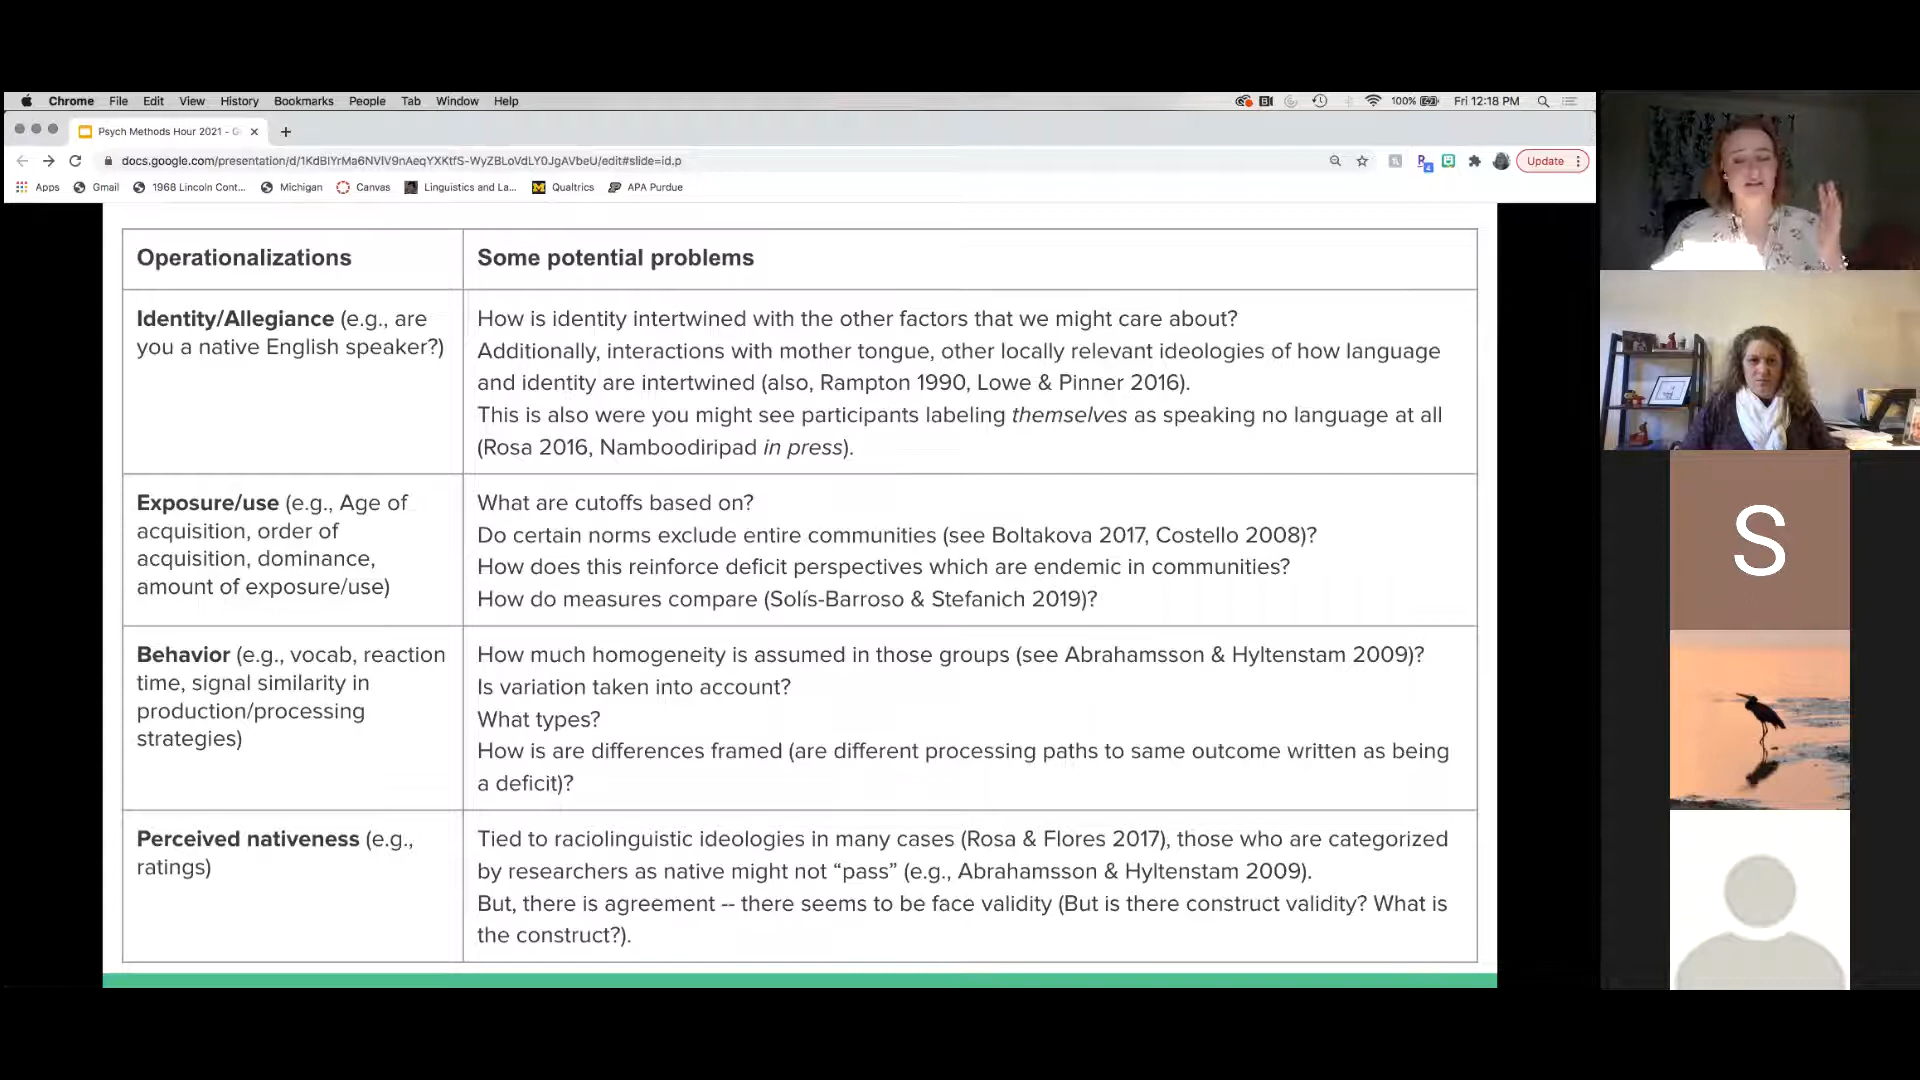 Chrome File Edit View History Bookmarks People Tab Window Help
100% Fri 12:18 PM
Psych Methods Hour 2021 - G
docs.google.com/presentation/d/1KdBIYrMa6NVlV9nAeqYXKtfS-WyZBLoVdLY0JgAVbeU/edit#slide=id.p
Update
Apps Gmail 1968 Lincoln Cont... Michigan Canvas Linguistics and La... Qualtrics APA Purdue
Operationalizations
Some potential problems
Identity/Allegiance (e.g., are
you a native English speaker?)
How is identity intertwined with the other factors that we might care about?
Additionally, interactions with mother tongue, other locally relevant ideologies of how language
and identity are intertwined (also, Rampton 1990, Lowe & Pinner 2016).
This is also were you might see participants labeling themselves as speaking no language at all
(Rosa 2016, Namboodiripad in press).
Exposure/use (e.g., Age of
acquisition, order of
acquisition, dominance,
amount of exposure/use)
What are cutoffs based on?
Do certain norms exclude entire communities (see Boltakova 2017, Costello 2008)?
How does this reinforce deficit perspectives which are endemic in communities?
How do measures compare (Solís-Barroso & Stefanich 2019)?
Behavior (e.g., vocab, reaction
time, signal similarity in
production/processing
strategies)
How much homogeneity is assumed in those groups (see Abrahamsson & Hyltenstam 2009)?
Is variation taken into account?
What types?
How is are differences framed (are different processing paths to same outcome written as being
a deficit)?
Perceived nativeness (e.g.,
ratings)
Tied to raciolinguistic ideologies in many cases (Rosa & Flores 2017), those who are categorized
by researchers as native might not “pass” (e.g., Abrahamsson & Hyltenstam 2009).
But, there is agreement -- there seems to be face validity (But is there construct validity? What is
the construct?).
S